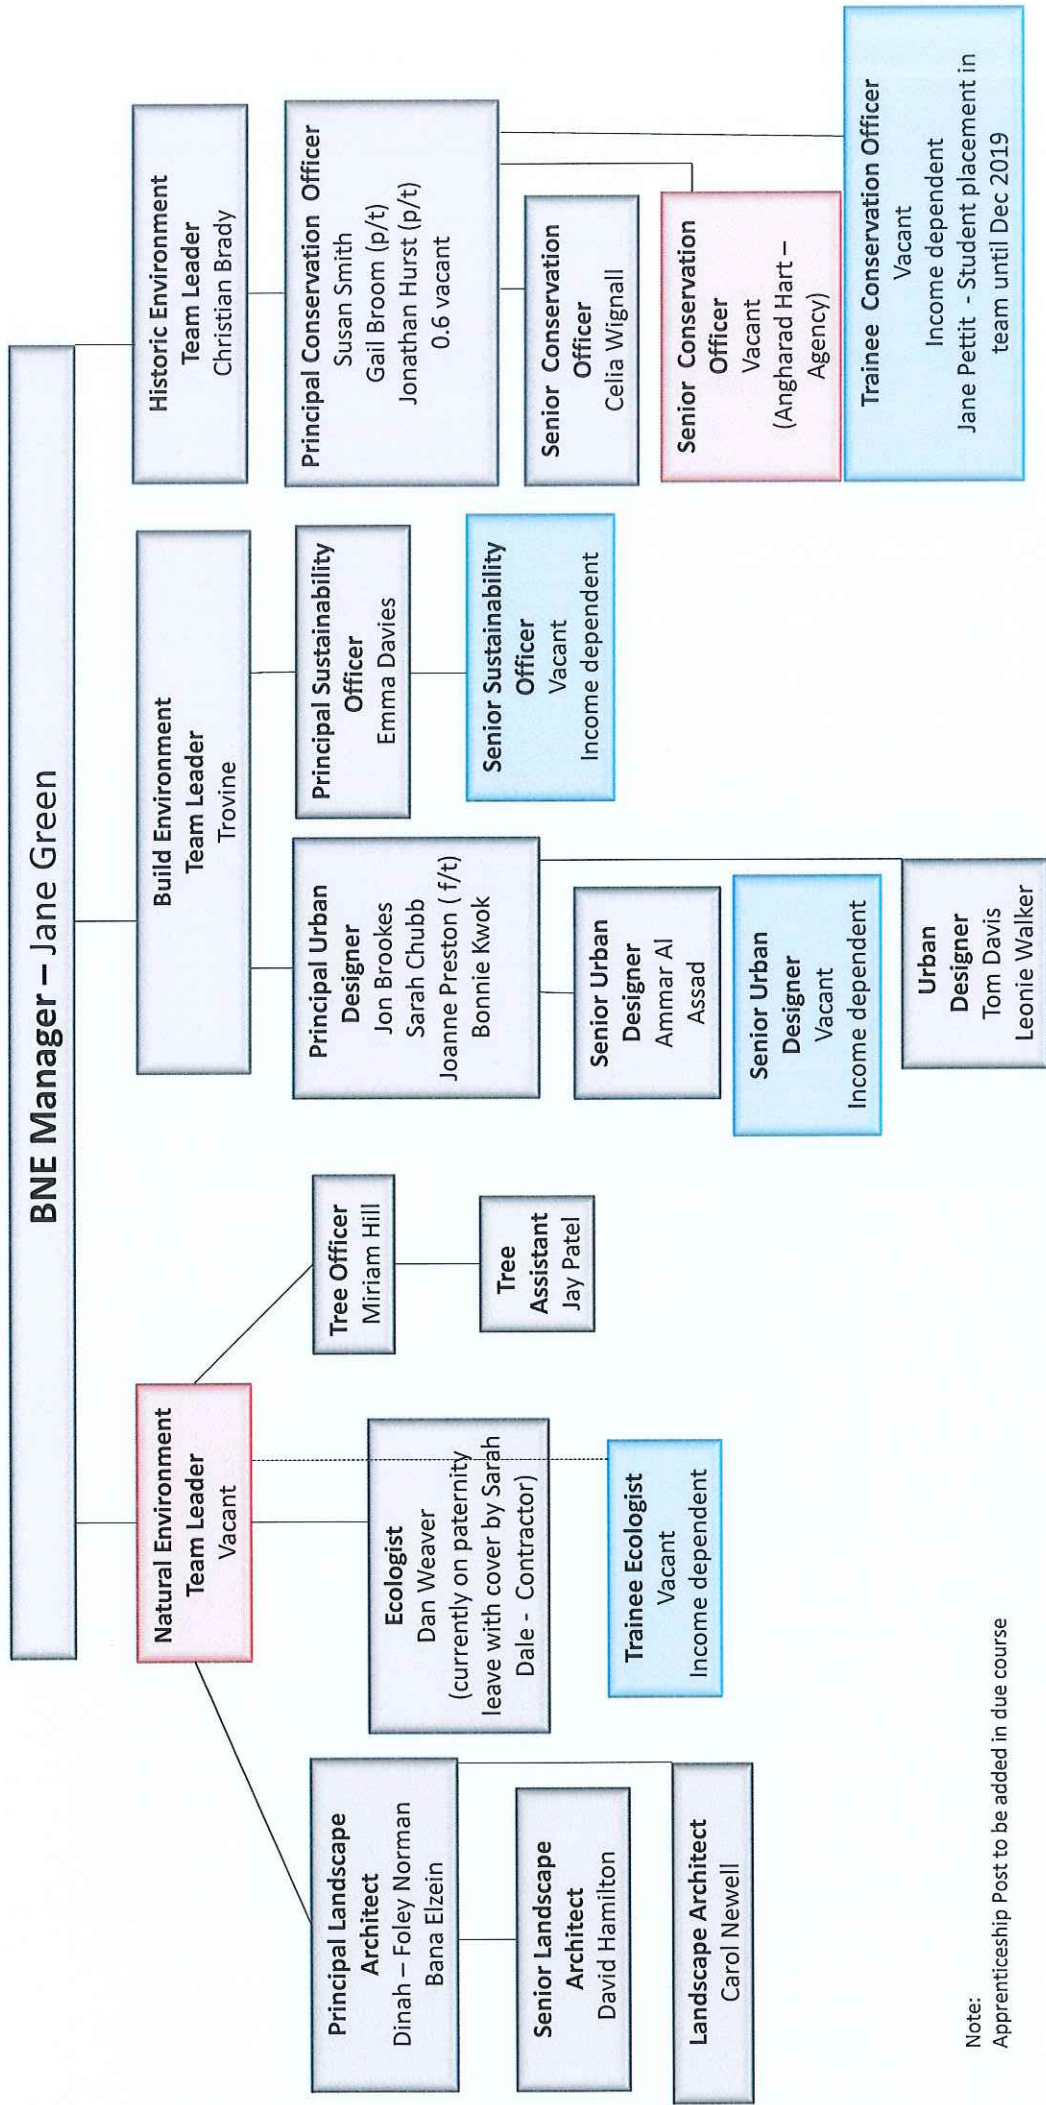 BNE Manager – Jane Green
Natural Environment
Team Leader
Vacant
Principal Landscape
Architect
Dinah – Foley Norman
Bana Elzein
Senior Landscape
Architect
David Hamilton
Landscape Architect
Carol Newell
Ecologist
Dan Weaver
(currently on paternity
leave with cover by Sarah
Dale - Contractor)
Trainee Ecologist
Vacant
Income dependent
Tree Officer
Miriam Hill
Tree
Assistant
Jay Patel
Build Environment
Team Leader
Trovine
Principal Urban
Designer
Jon Brookes
Sarah Chubb
Joanne Preston ( f/t)
Bonnie Kwok
Senior Urban
Designer
Ammar Al
Assad
Senior Urban
Designer
Vacant
Income dependent
Urban
Designer
Tom Davis
Leonie Walker
Principal Sustainability
Officer
Emma Davies
Senior Sustainability
Officer
Vacant
Income dependent
Historic Environment
Team Leader
Christian Brady
Principal Conservation Officer
Susan Smith
Gail Broom (p/t)
Jonathan Hurst (p/t)
0.6 vacant
Senior Conservation
Officer
Celia Wignall
Senior Conservation
Officer
Vacant
(Angharad Hart –
Agency)
Trainee Conservation Officer
Vacant
Income dependent
Jane Pettit - Student placement in
team until Dec 2019
Note:
Apprenticeship Post to be added in due course